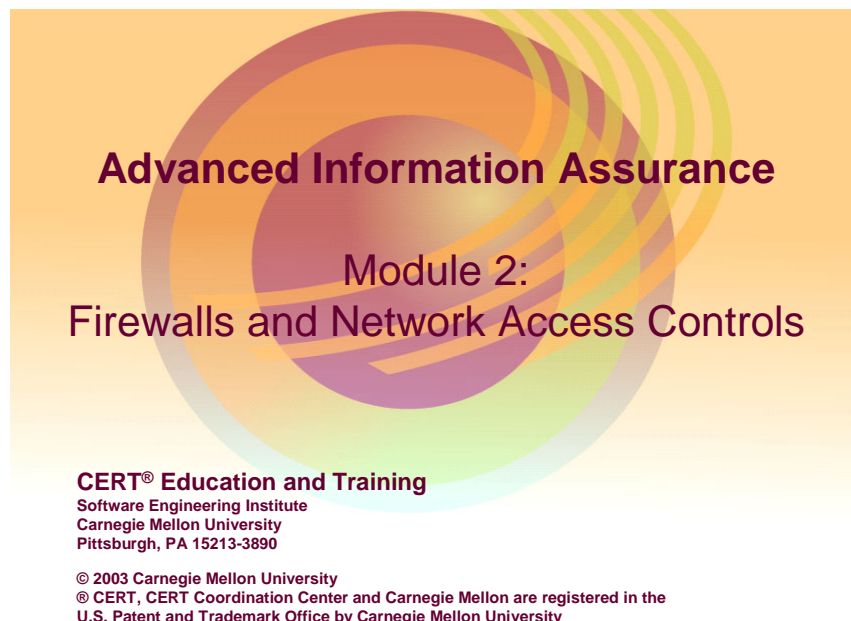 Advanced Information Assurance
Module 2:
Firewalls and Network Access Controls
CERT® Education and Training
Software Engineering Institute
Carnegie Mellon University
Pittsburgh, PA 15213-3890
© 2003 Carnegie Mellon University
® CERT, CERT Coordination Center and Carnegie Mellon are registered in the
U.S. Patent and Trademark Office by Carnegie Mellon University